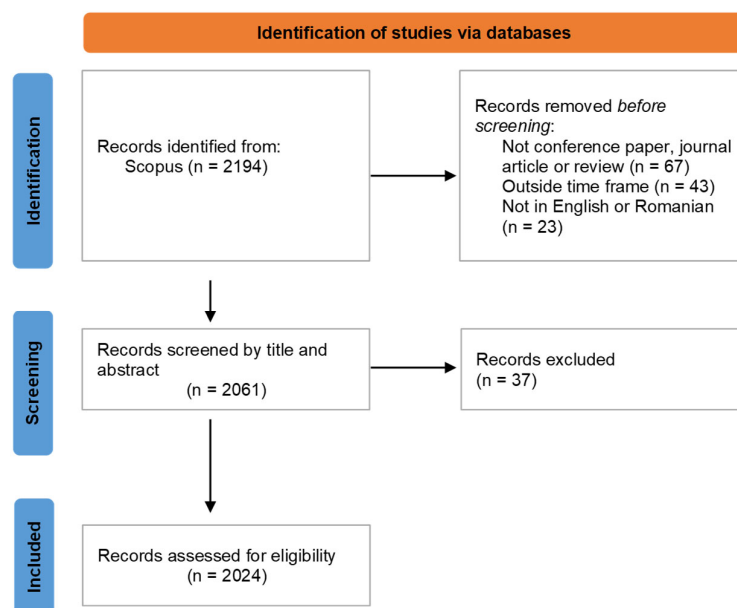 Identification of studies via databases
Identification
Records identified from:
Scopus (n = 2194)
Records removed before
screening:
Not conference paper, journal
article or review (n = 67)
Outside time frame (n = 43)
Not in English or Romanian
(n = 23)
Screening
Records screened by title and
abstract
(n = 2061)
Records excluded
(n = 37)
Included
Records assessed for eligibility
(n = 2024)